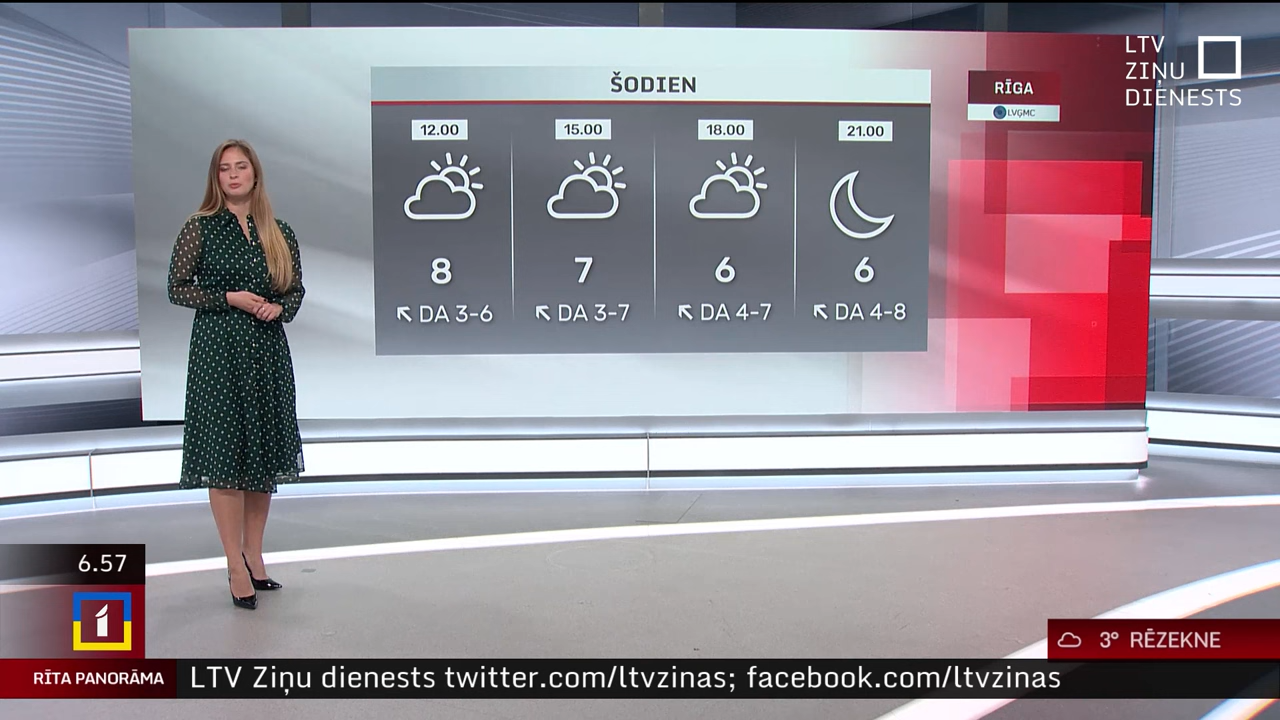 LTV
ZIŅU
DIENESTS
ŠODIEN
RĪGA
LVĢMC
12.00 15.00 18.00 21.00
8 7 6 6
DA 3-6 DA 3-7 DA 4-7 DA 4-8
6.57
1
3° RĒZEKNE
RĪTA PANORĀMA
LTV Ziņu dienests twitter.com/ltvzinas; facebook.com/ltvzinas